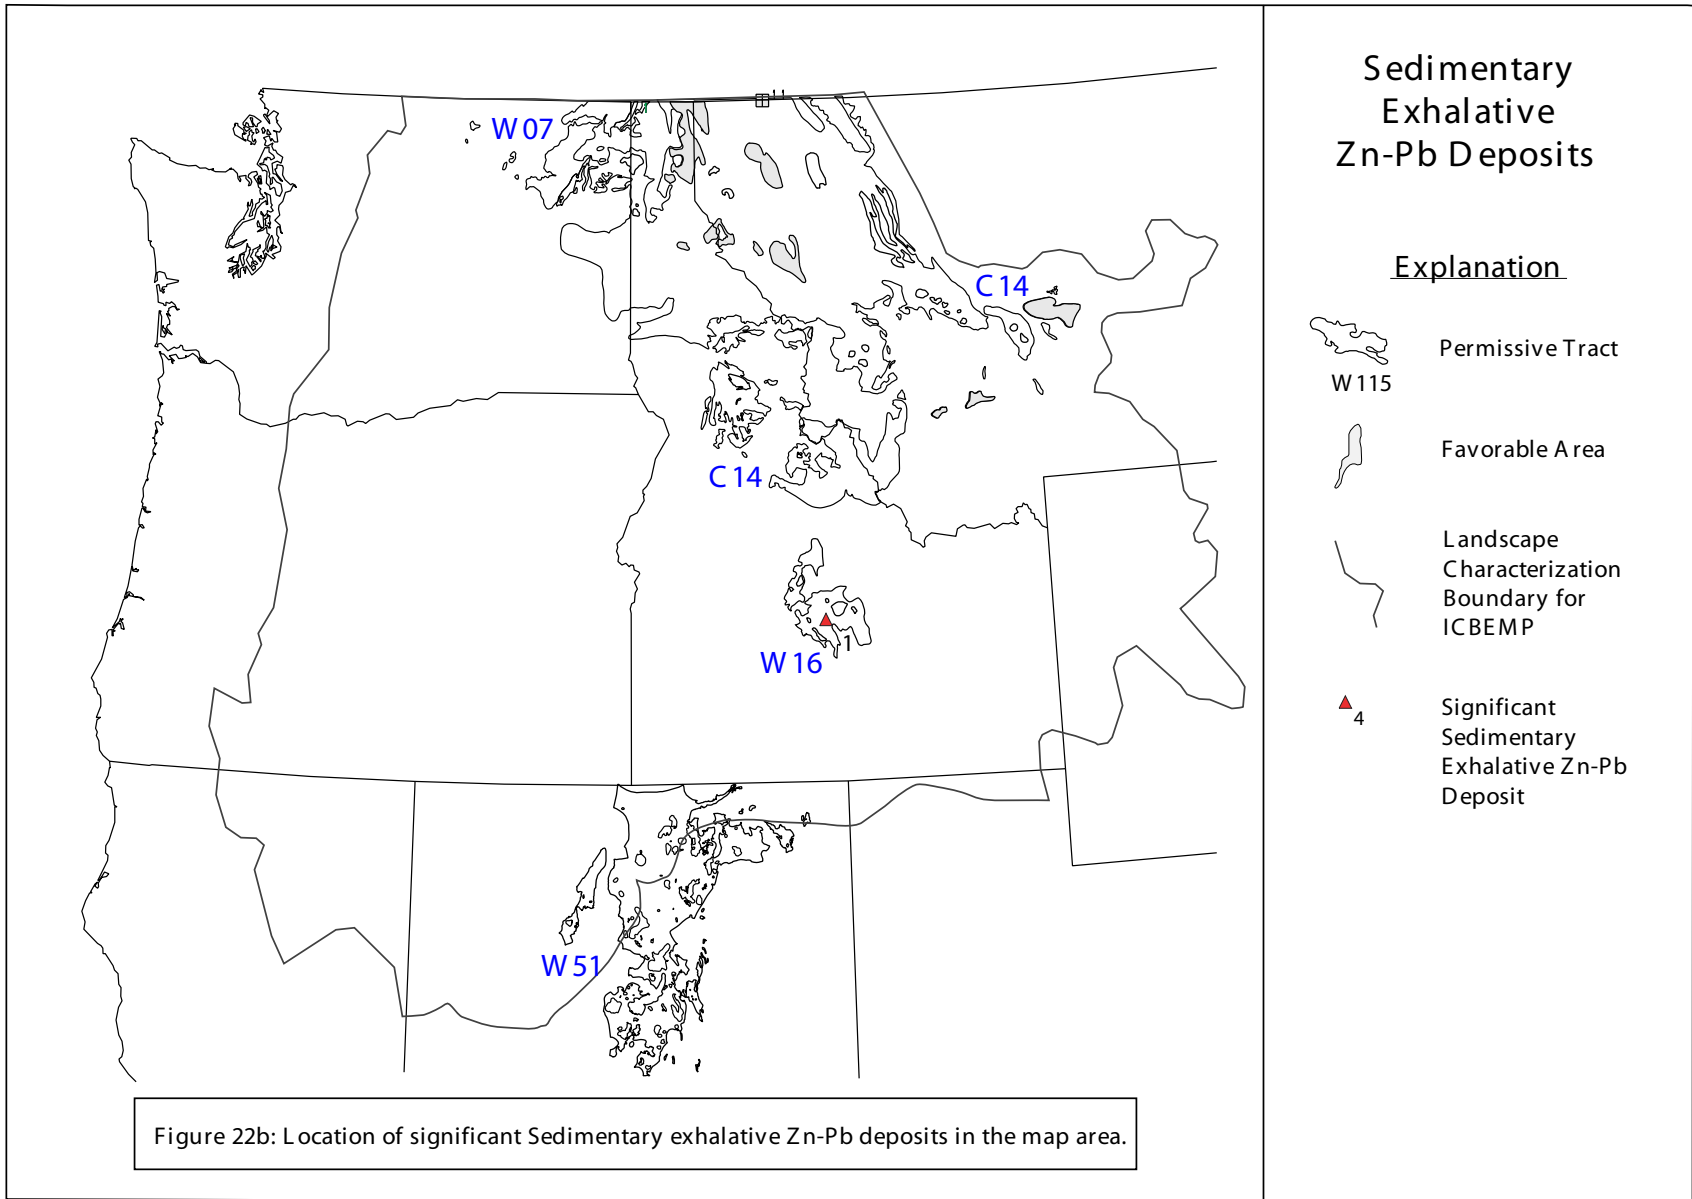 Sedimentary
Exhalative
Zn-Pb Deposits
Explanation
Permissive Tract
W115
Favorable Area
Landscape
Characterization
Boundary for
ICBEMP
4
Significant
Sedimentary
Exhalative Zn-Pb
Deposit
W07
C14
C14
1
W16
W51
Figure 22b: Location of significant Sedimentary exhalative Zn-Pb deposits in the map area.